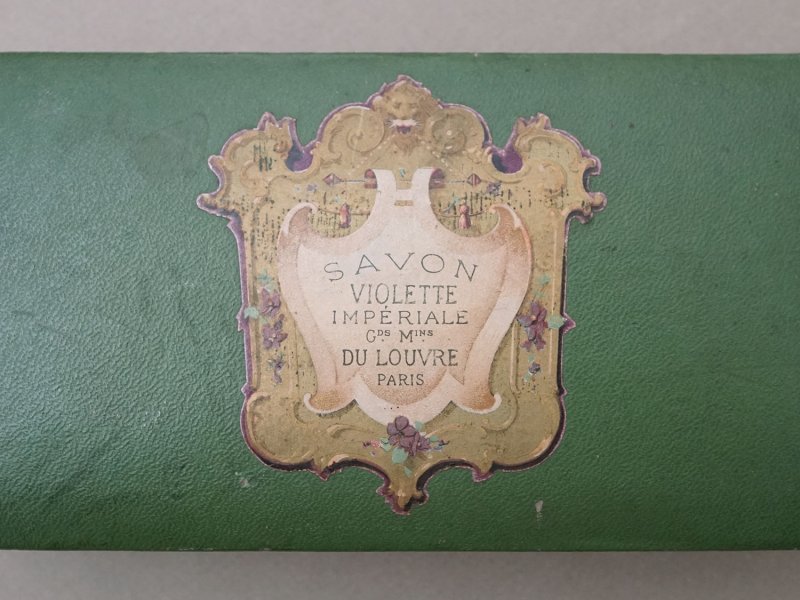 SAVON
VIOLETTE
IMPÉRIALE
Gds Mins
DU LOUVRE
PARIS